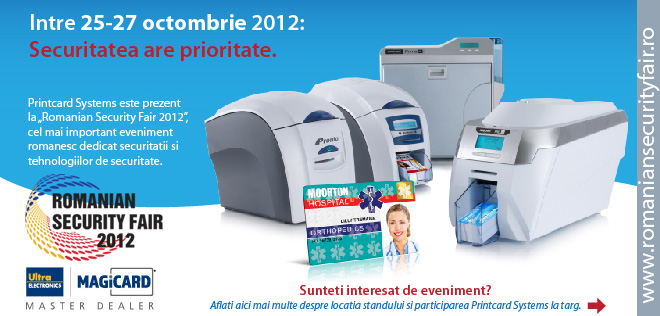 Intre 25-27 octombrie 2012:
Securitatea are prioritate.
Printcard Systems este prezent
la „Romanian Security Fair 2012”,
cel mai important eveniment
romanesc dedicat securitatii si
tehnologiilor de securitate.
ROMANIAN
SECURITY FAIR
2012
Ultra
ELECTRONICS
MAGICARD
MASTER DEALER
Pronto
MOORTON
HOSPITAL
ORTHOPEDICS
Sunteti interesat de eveniment?
Aflati aici mai multe despre locatia standului si participarea Printcard Systems la targ.
www.romaniansecurityfair.ro